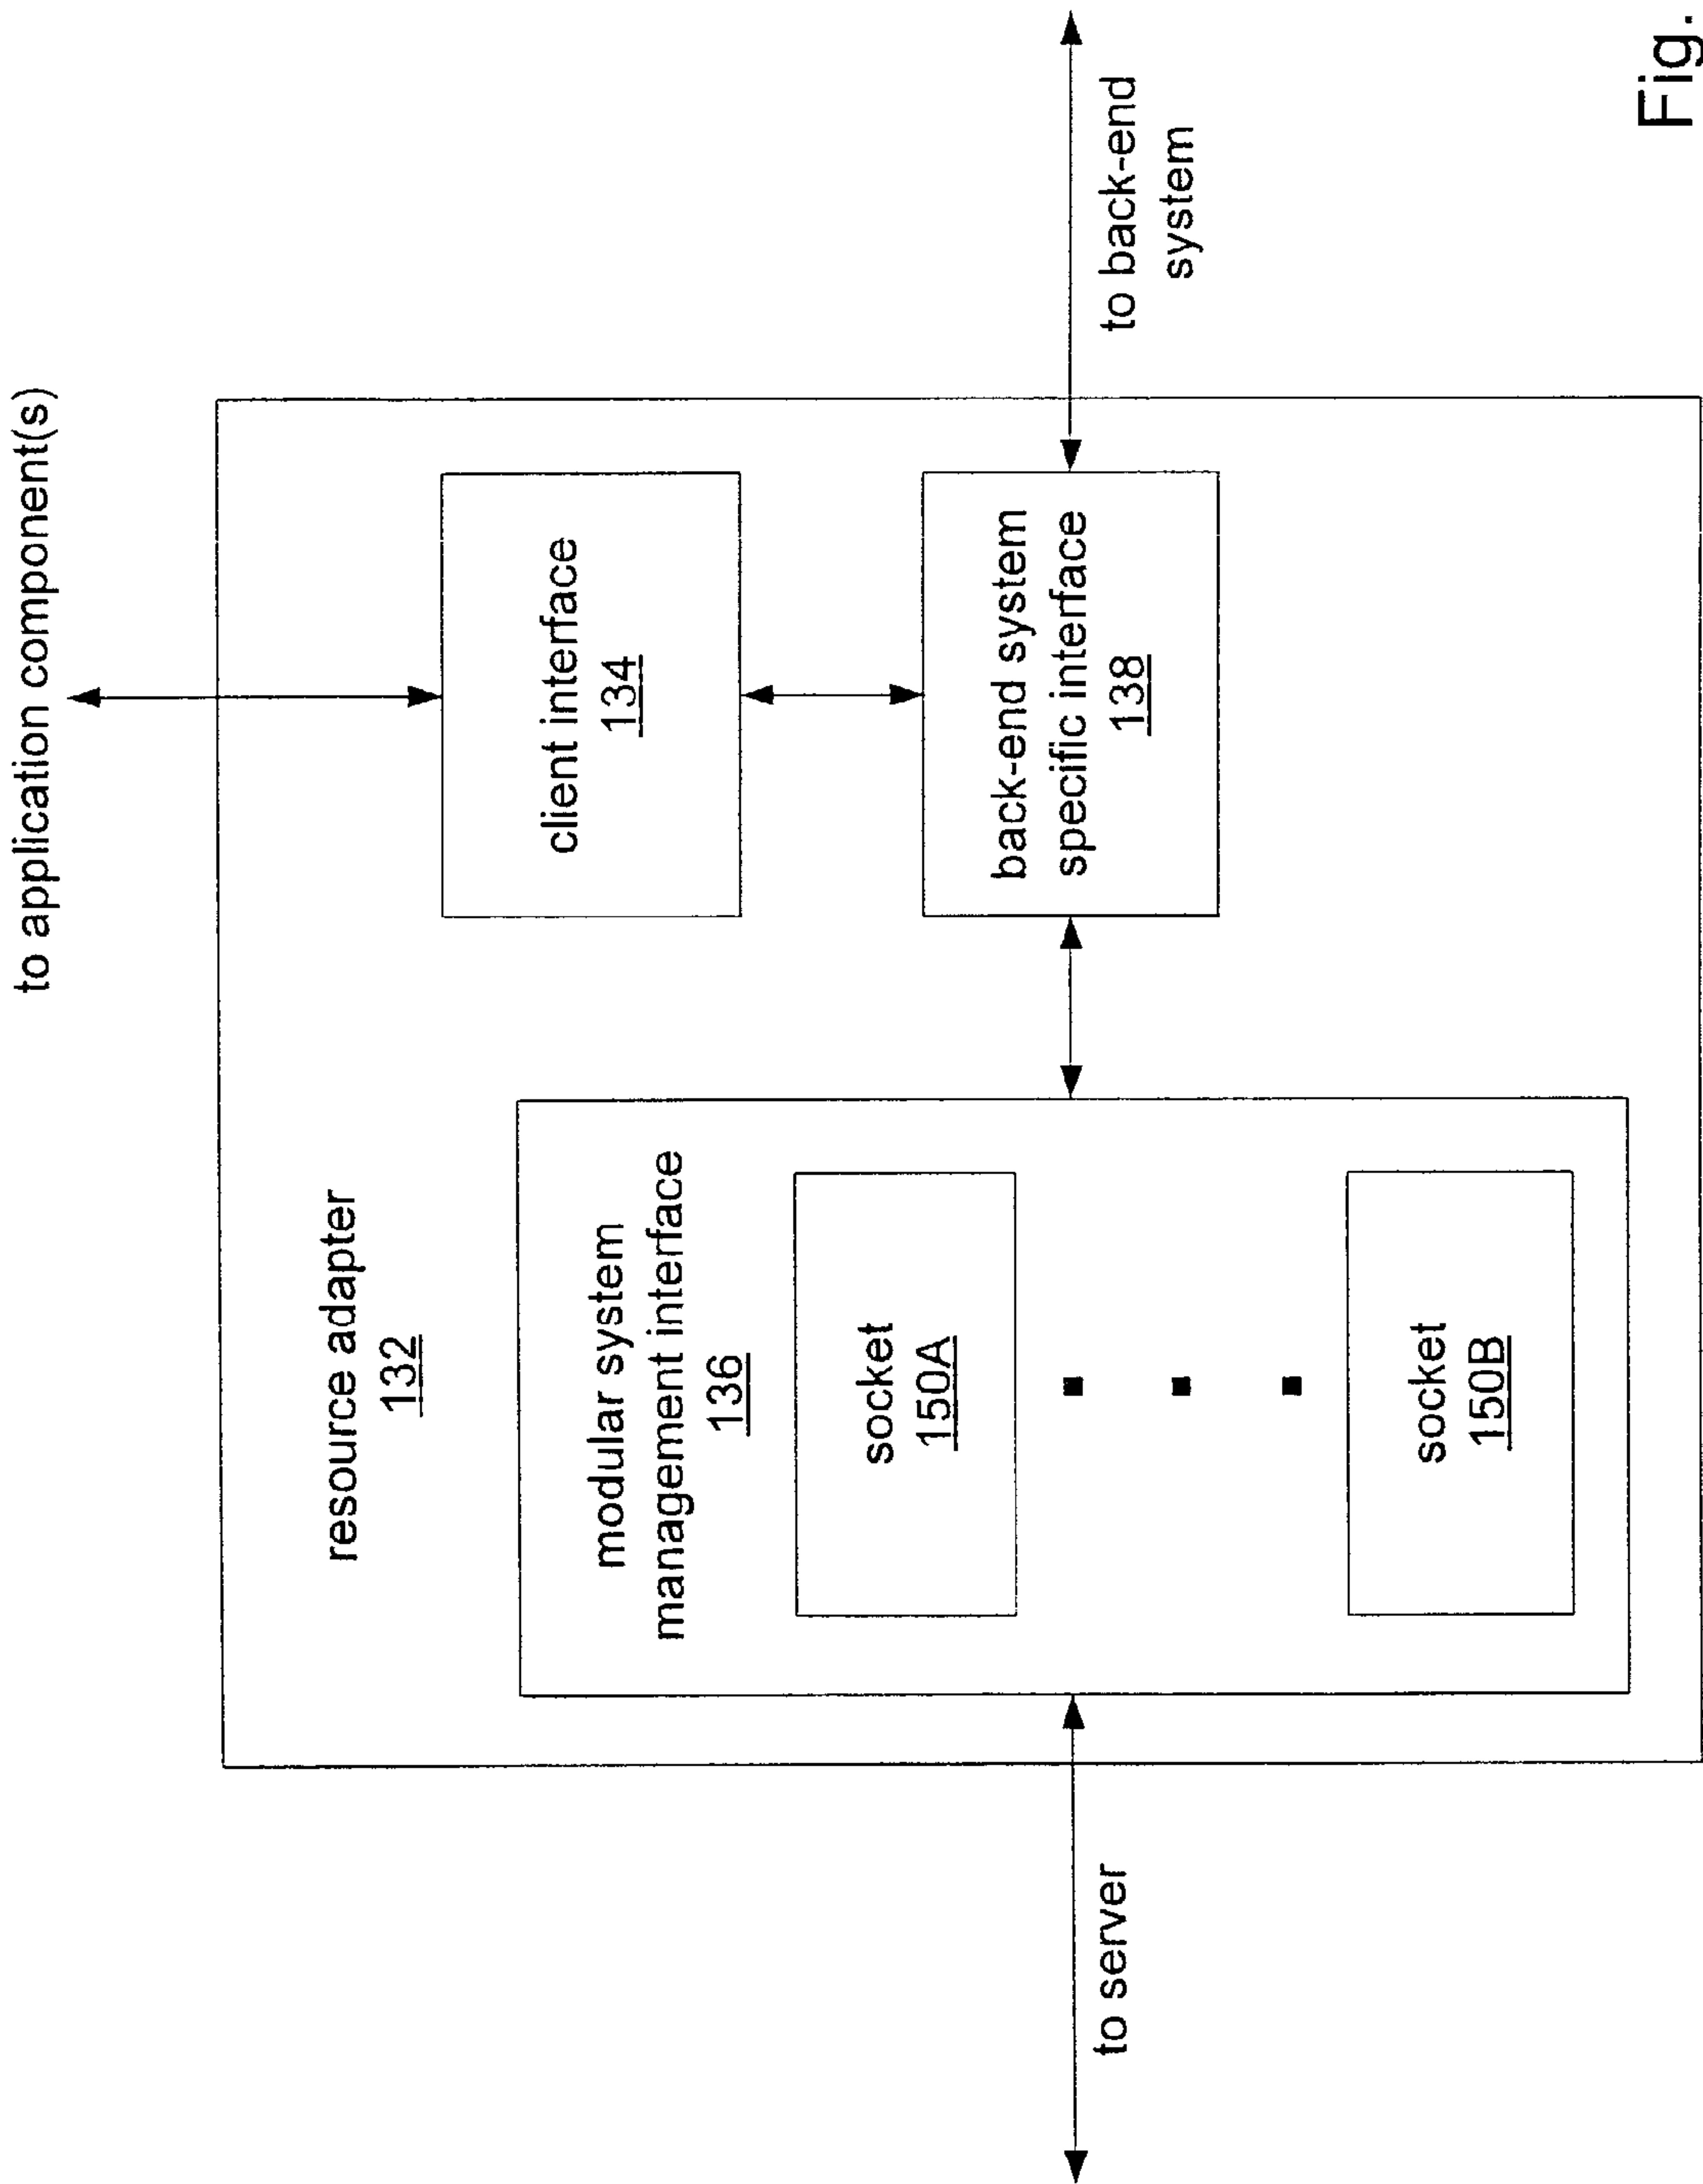 to application component(s)
resource adapter
132
client interface
134
modular system
management interface
136
socket
150A
socket
150B
back-end system
specific interface
138
to server
to back-end
system
Fig.